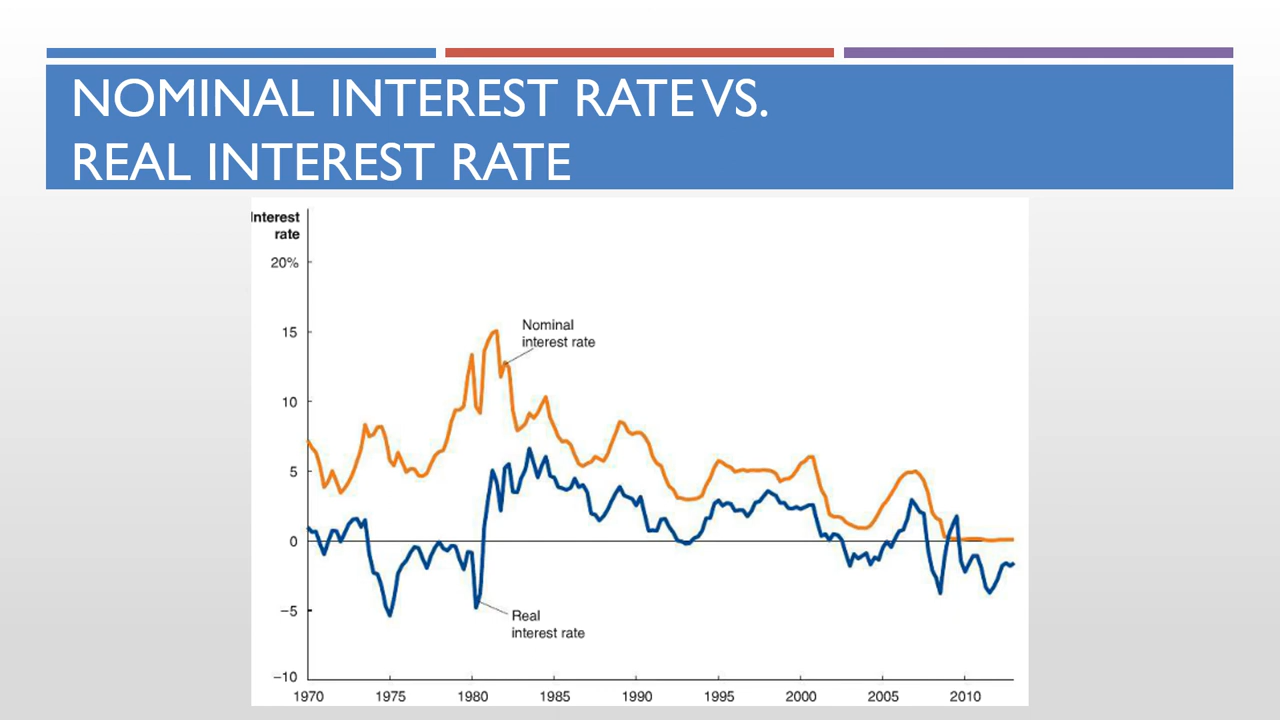 NOMINAL INTEREST RATE VS.
REAL INTEREST RATE
Interest
rate
20%
15
10
5
0
−5
−10
Nominal
interest rate
Real
interest rate
1970 1975 1980 1985 1990 1995 2000 2005 2010